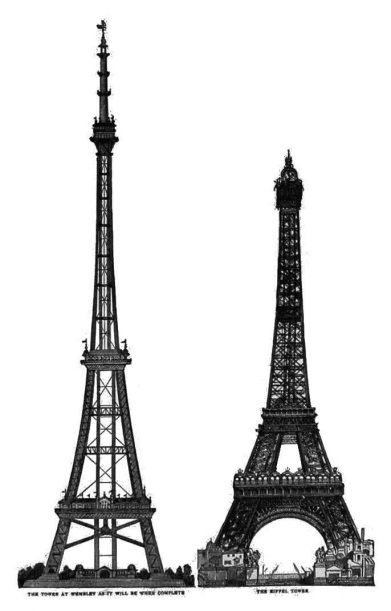 THE TOWER AT WEMBLEY AS IT WILL BE WHEN COMPLETE
THE EIFFEL TOWER.